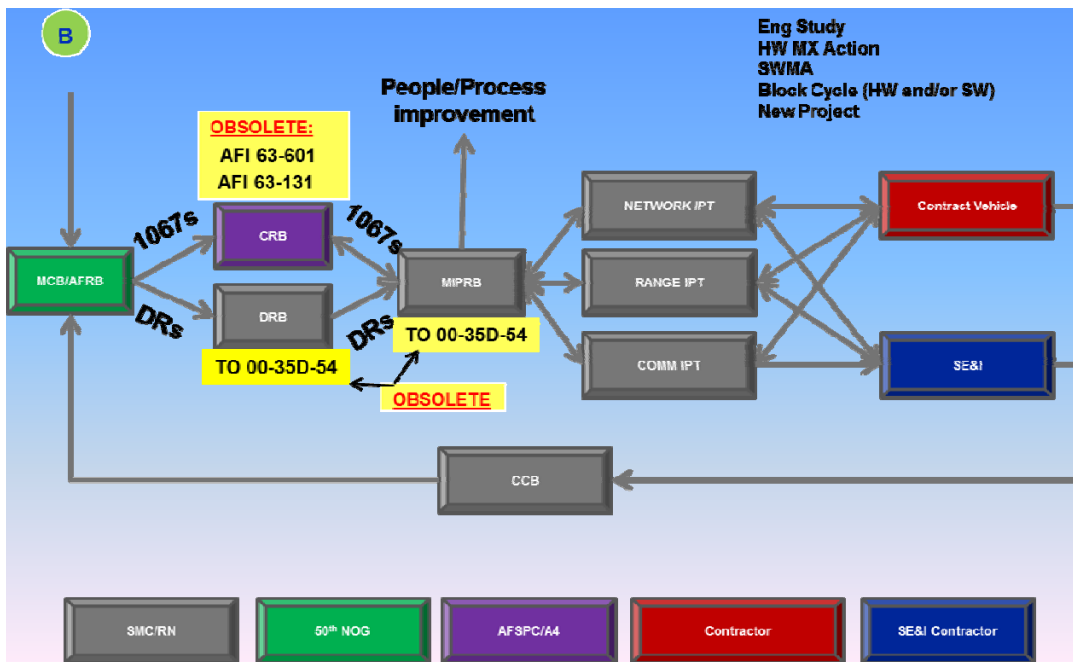 B
Eng Study
HW MX Action
SWMA
Block Cycle (HW and/or SW)
New Project
People/Process
improvement
OBSOLETE:
AFI 63-601
AFI 63-131
1067s
CRB
1067s
NETWORK IPT
Contract Vehicle
MCB/AFRB
MIPRB
RANGE IPT
DRs
DRB
DRs
TO 00-35D-54
TO 00-35D-54
COMM IPT
SE&I
OBSOLETE
CCB
SMC/RN
50th NOG
AFSPC/A4
Contractor
SE&I Contractor